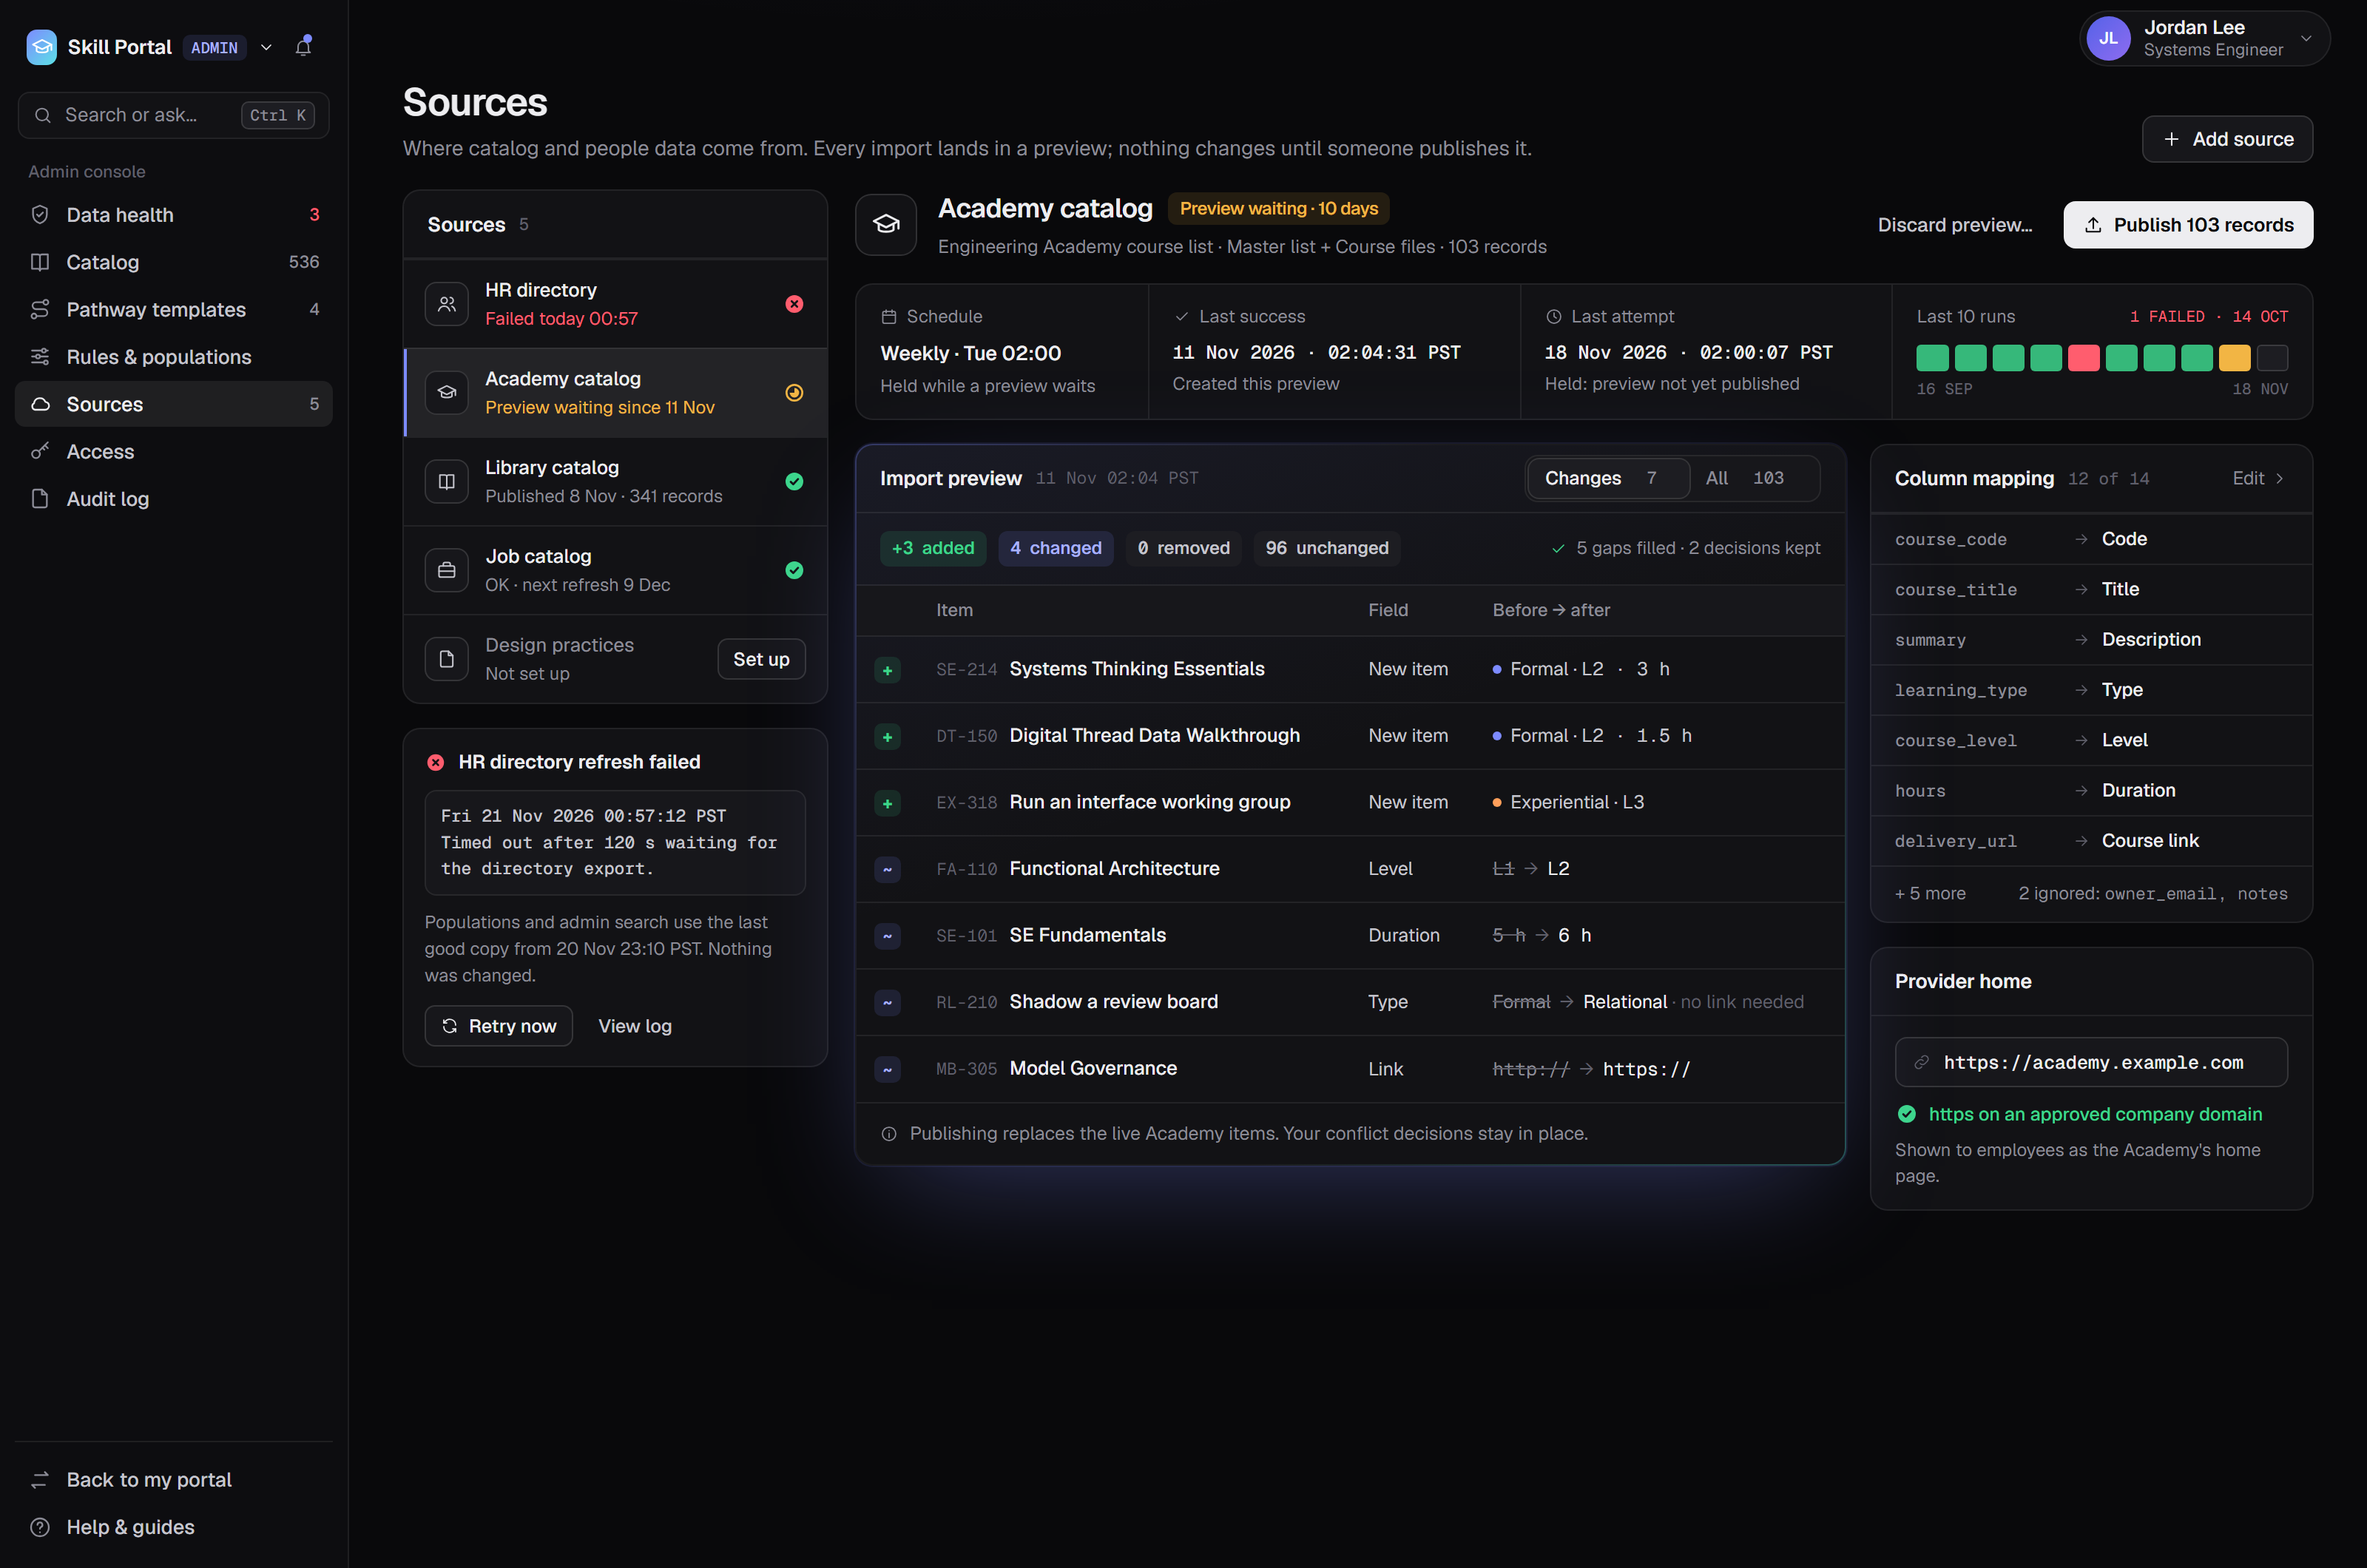 Skill Portal ADMIN
Search or ask... Ctrl K
Admin console
Data health 3
Catalog 536
Pathway templates 4
Rules & populations
Sources 5
Access
Audit log
Back to my portal
Help & guides
JL Jordan Lee
Systems Engineer
Sources
Where catalog and people data come from. Every import lands in a preview; nothing changes until someone publishes it.
+ Add source
Sources 5
HR directory
Failed today 00:57
Academy catalog
Preview waiting since 11 Nov
Library catalog
Published 8 Nov · 341 records
Job catalog
OK · next refresh 9 Dec
Design practices
Not set up
Set up
HR directory refresh failed
Fri 21 Nov 2026 00:57:12 PST
Timed out after 120 s waiting for
the directory export.
Populations and admin search use the last
good copy from 20 Nov 23:10 PST. Nothing
was changed.
Retry now View log
Academy catalog Preview waiting · 10 days
Engineering Academy course list · Master list + Course files · 103 records
Discard preview... Publish 103 records
Schedule
Weekly · Tue 02:00
Held while a preview waits
Last success
11 Nov 2026 · 02:04:31 PST
Created this preview
Last attempt
18 Nov 2026 · 02:00:07 PST
Held: preview not yet published
Last 10 runs 1 FAILED · 14 OCT
16 SEP 18 NOV
Import preview 11 Nov 02:04 PST Changes 7 All 103
+3 added 4 changed 0 removed 96 unchanged 5 gaps filled · 2 decisions kept
Item Field Before → after
+ SE-214 Systems Thinking Essentials New item Formal · L2 · 3 h
+ DT-150 Digital Thread Data Walkthrough New item Formal · L2 · 1.5 h
+ EX-318 Run an interface working group New item Experiential · L3
~ FA-110 Functional Architecture Level L1 → L2
~ SE-101 SE Fundamentals Duration 5 h → 6 h
~ RL-210 Shadow a review board Type Formal → Relational · no link needed
~ MB-305 Model Governance Link http:// → https://
Publishing replaces the live Academy items. Your conflict decisions stay in place.
Column mapping 12 of 14 Edit
course_code → Code
course_title → Title
summary → Description
learning_type → Type
course_level → Level
hours → Duration
delivery_url → Course link
+ 5 more 2 ignored: owner_email, notes
Provider home
https://academy.example.com
https on an approved company domain
Shown to employees as the Academy's home
page.